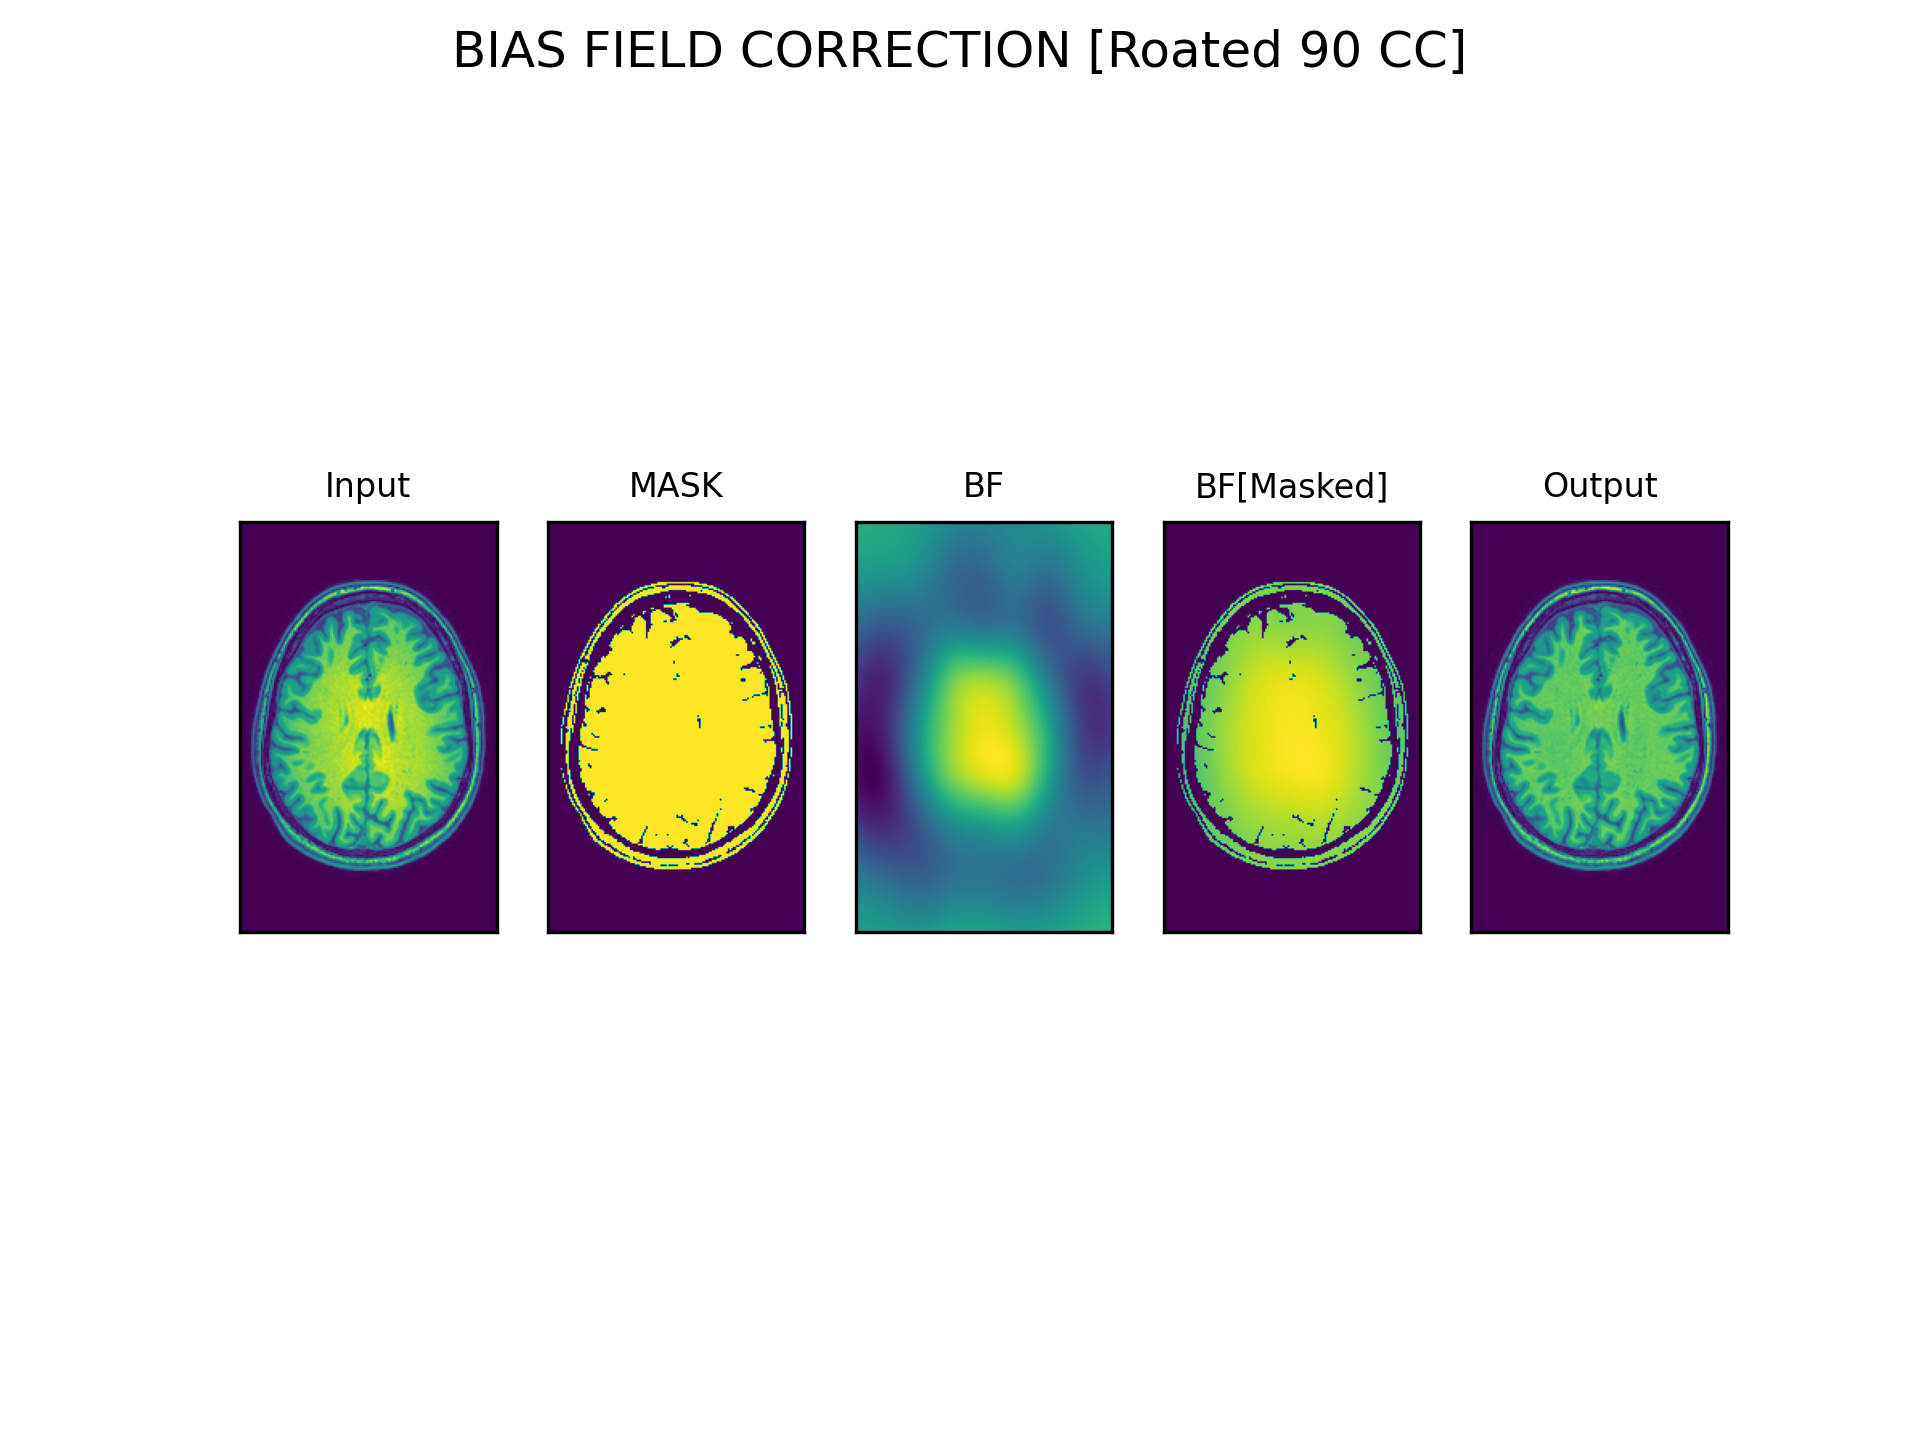 BIAS FIELD CORRECTION [Roated 90 CC]
Input
MASK
BF
BF[Masked]
Output